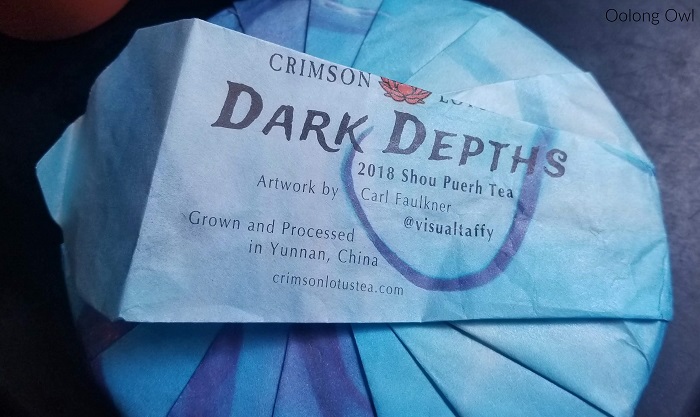 Oolong Owl
CRIMSON
DARK DEPTHS
2018 Shou Puerh Tea
Artwork by Carl Faulkner
@visualtaffy
Grown and Processed
in Yunnan, China
crimsonlotustea.com